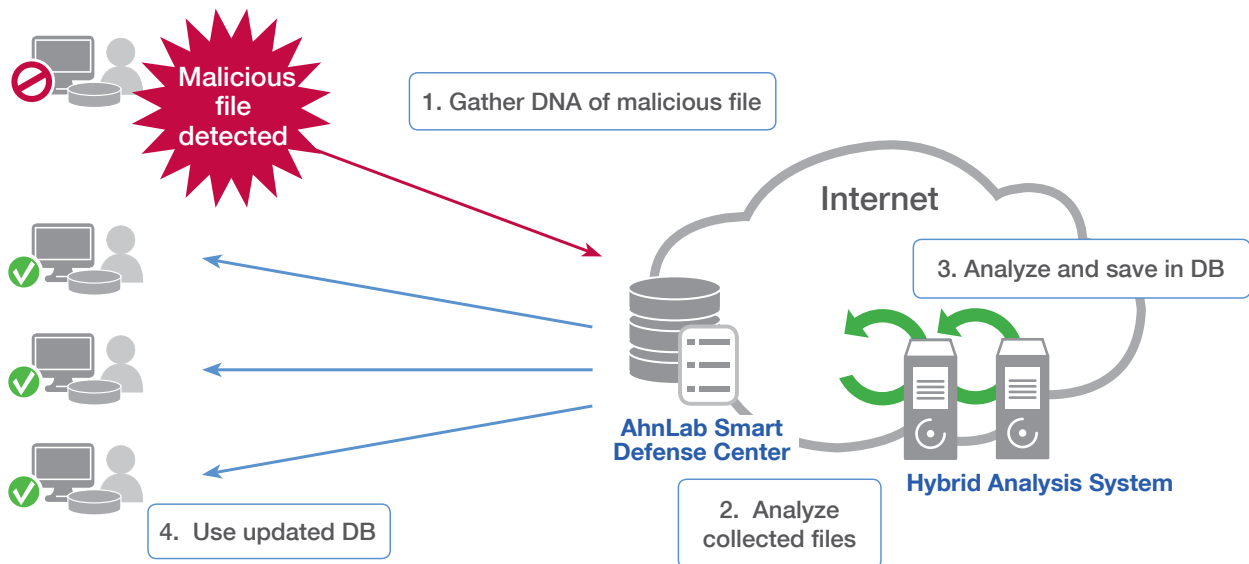 Malicious
file
detected
1. Gather DNA of malicious file
Internet
3. Analyze and save in DB
AhnLab Smart
Defense Center
Hybrid Analysis System
2. Analyze
collected files
4. Use updated DB